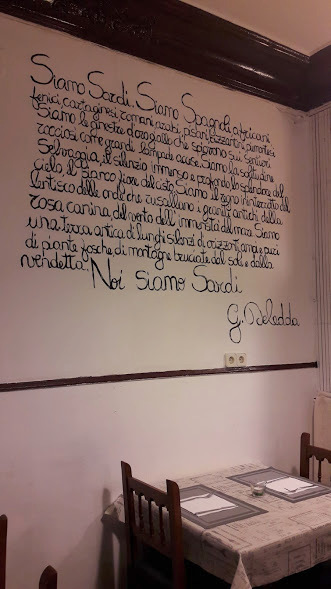 Siamo Sardi. Siamo Spagnoli, africani
fenici, cartaginesi, romani, arabi, pisani, bizantini, piemontesi
Siamo le ginestre d'oro giallo che spiovono sui sentieri
rocciosi come grandi lampade accese. Siamo la solitudine
selvaggia, il silenzio immenso e profondo, lo splendore del
cielo, il bianco fiore del cisto. Siamo il regno ininterrotto del
lentisco delle onde che ruscellano i graniti antichi della
rosa canina, del vento dell'immensità del mare. Siamo
una terra antica di lunghi silenzi di orizzonti ampi e puri
di piante fosche di montagne bruciate dal sole e dalla
vendetta. Noi siamo Sardi
G. Deledda